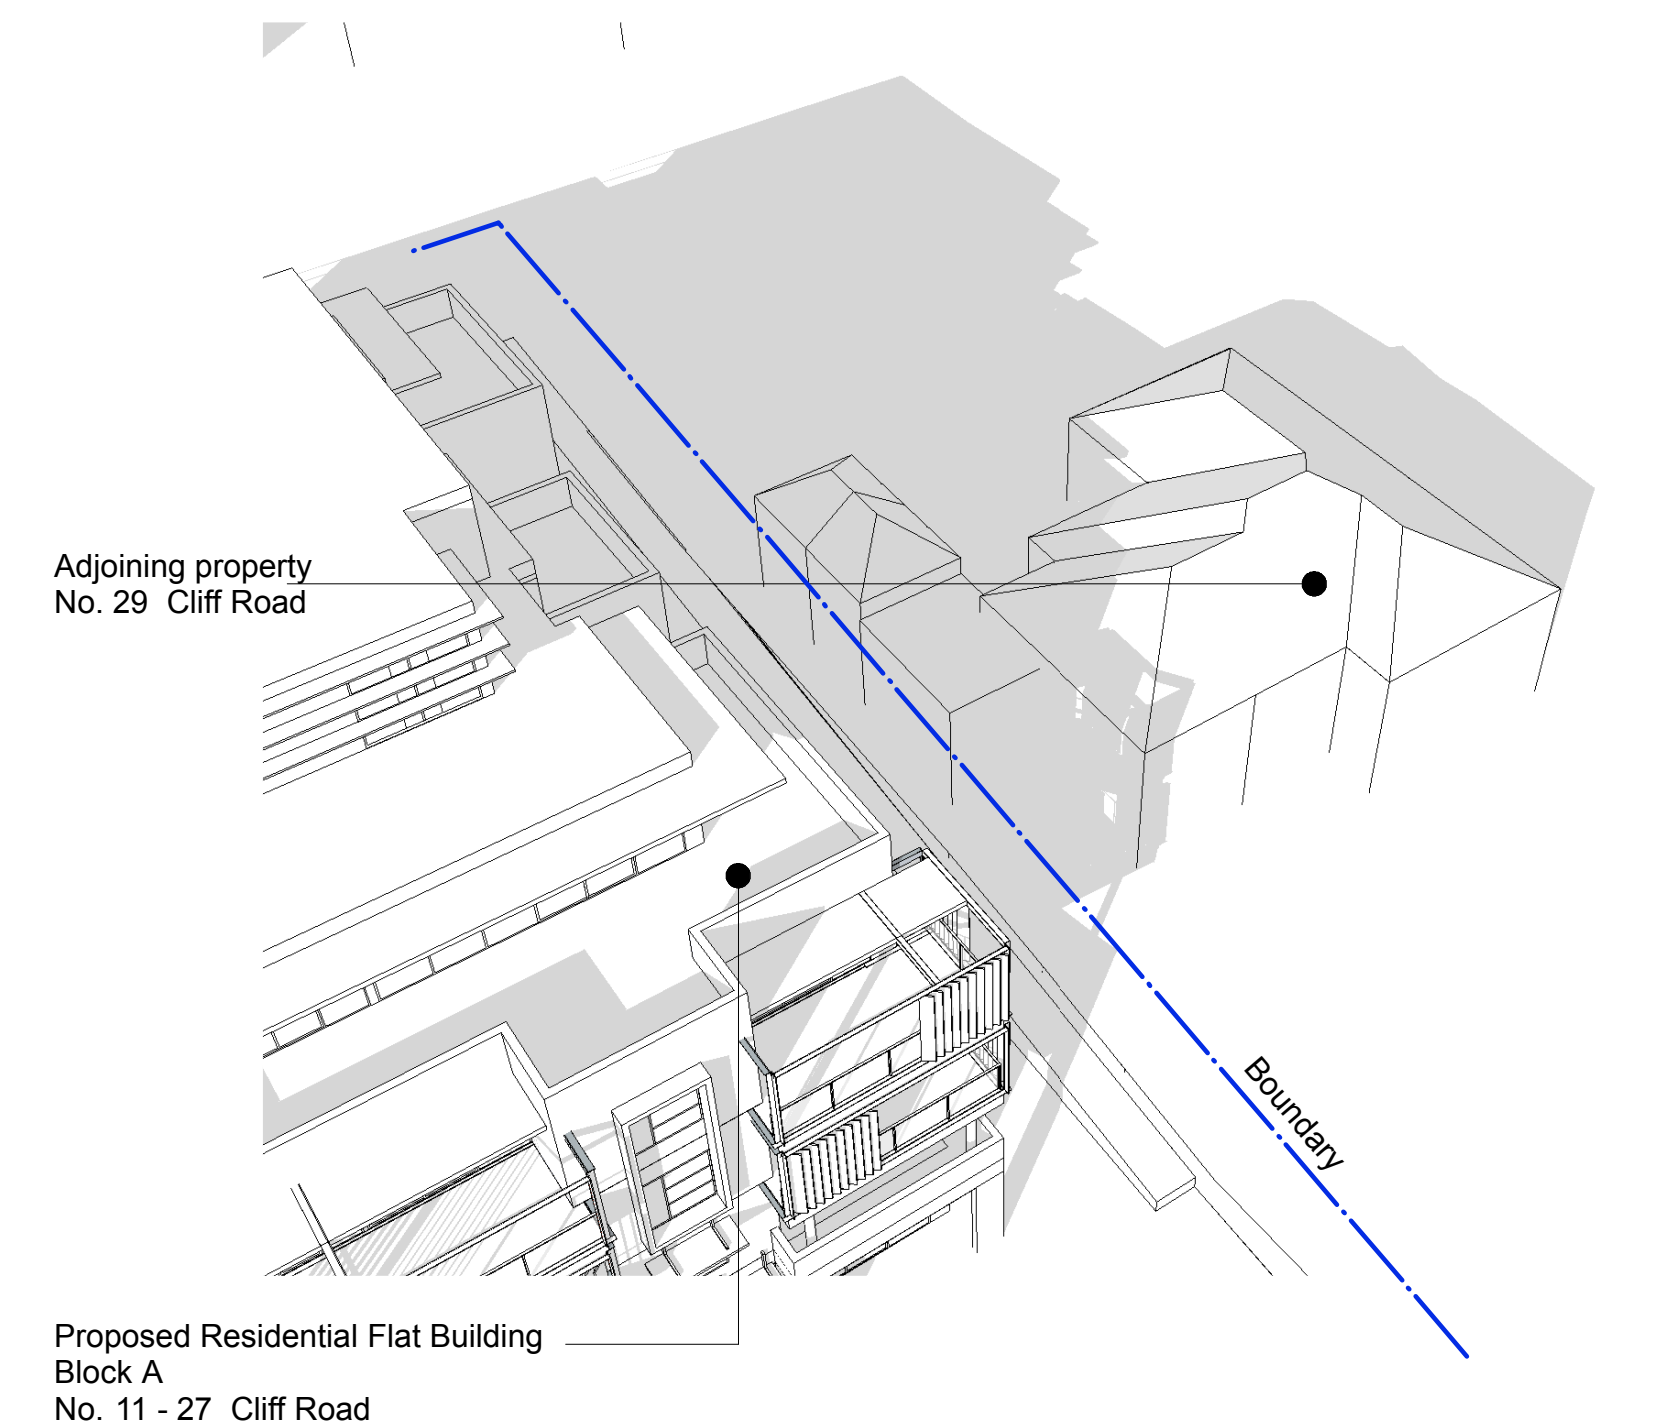 Adjoining property
No. 29 Cliff Road
Boundary
Proposed Residential Flat Building
Block A
No. 11 - 27 Cliff Road